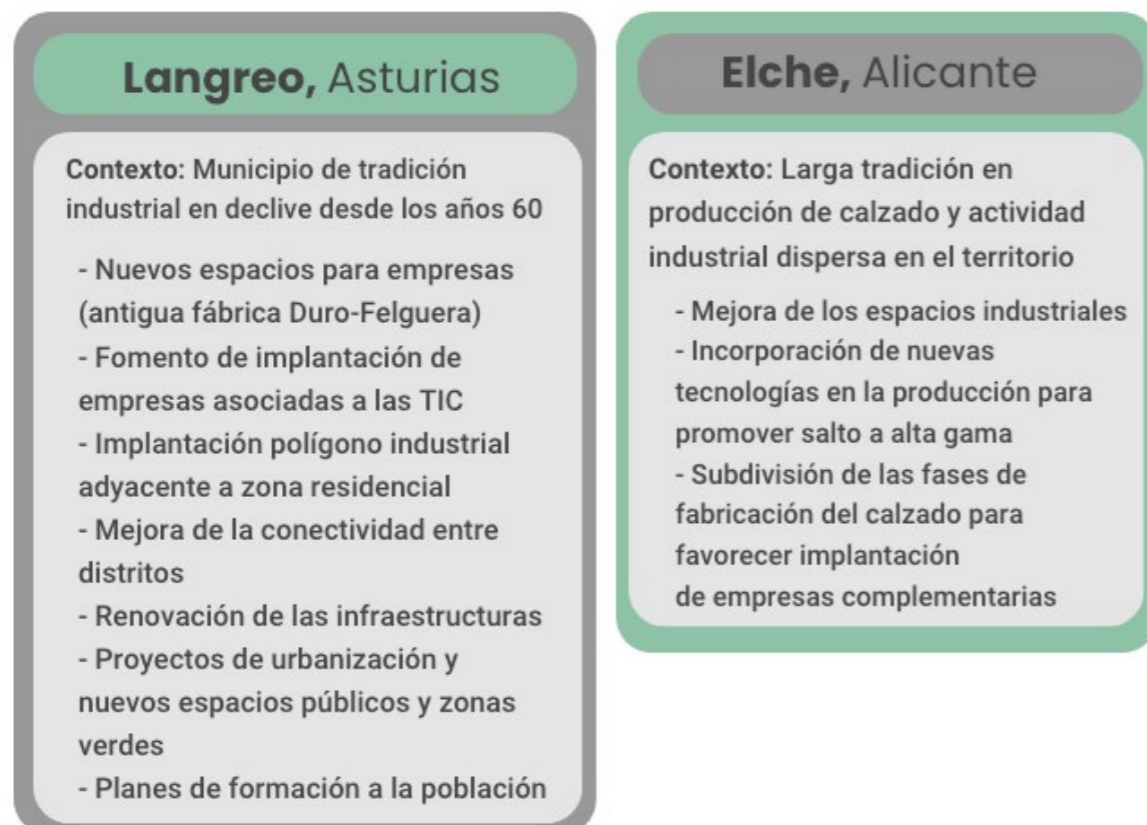 Langreo, Asturias
Contexto: Municipio de tradición
industrial en declive desde los años 60
- Nuevos espacios para empresas
(antigua fábrica Duro-Felguera)
- Fomento de implantación de
empresas asociadas a las TIC
- Implantación polígono industrial
adyacente a zona residencial
- Mejora de la conectividad entre
distritos
- Renovación de las infraestructuras
- Proyectos de urbanización y
nuevos espacios públicos y zonas
verdes
- Planes de formación a la población
Elche, Alicante
Contexto: Larga tradición en
producción de calzado y actividad
industrial dispersa en el territorio
- Mejora de los espacios industriales
- Incorporación de nuevas
tecnologías en la producción para
promover salto a alta gama
- Subdivisión de las fases de
fabricación del calzado para
favorecer implantación
de empresas complementarias